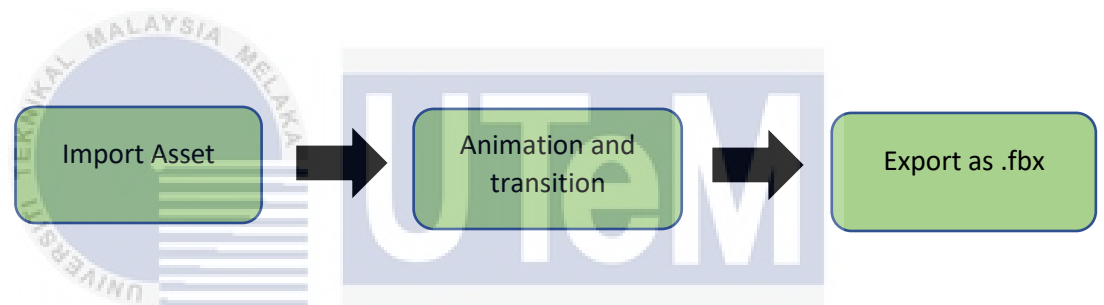 UNIVERSITI TEKNIKAL MALAYSIA MELAKA
UTeM
Import Asset
Animation and
transition
Export as .fbx